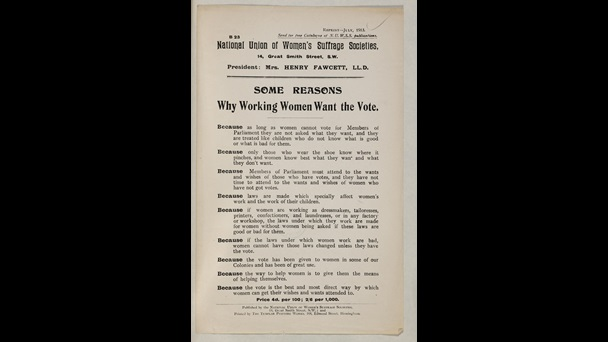 REPRINT—JULY, 1913.
B 23
Send for free Catalogue of N.U.W.S.S. publications.
National Union of Women's Suffrage Societies,
14, Great Smith Street, S.W.
President: Mrs. HENRY FAWCETT, LL.D.
SOME REASONS
Why Working Women Want the Vote.
Because as long as women cannot vote for Members of
Parliament they are not asked what they want, and they
are treated like children who do not know what is good
or what is bad for them.
Because only those who wear the shoe know where it
pinches, and women know best what they want and what
they don't want.
Because Members of Parliament must attend to the wants
and wishes of those who have votes, and they have not
time to attend to the wants and wishes of women who
have not got votes.
Because laws are made which specially affect women's
work and the work of their children.
Because if women are working as dressmakers, tailoresses,
printers, confectioners, and laundresses, or in any factory
or workshop, the laws under which they work are made
for women without women being asked if these laws are
good or bad for them.
Because if the laws under which women work are bad,
women cannot have those laws changed unless they have
the vote.
Because the vote has been given to women in some of our
Colonies and has been of great use.
Because the way to help women is to give them the means
of helping themselves.
Because the vote is the best and most direct way by which
women can get their wishes and wants attended to.
Price 4d. per 100; 2/6 per 1,000.
Published by the National Union of Women's Suffrage Societies,
14, Great Smith Street, S.W.; and
Printed by The Birmingham Printers,